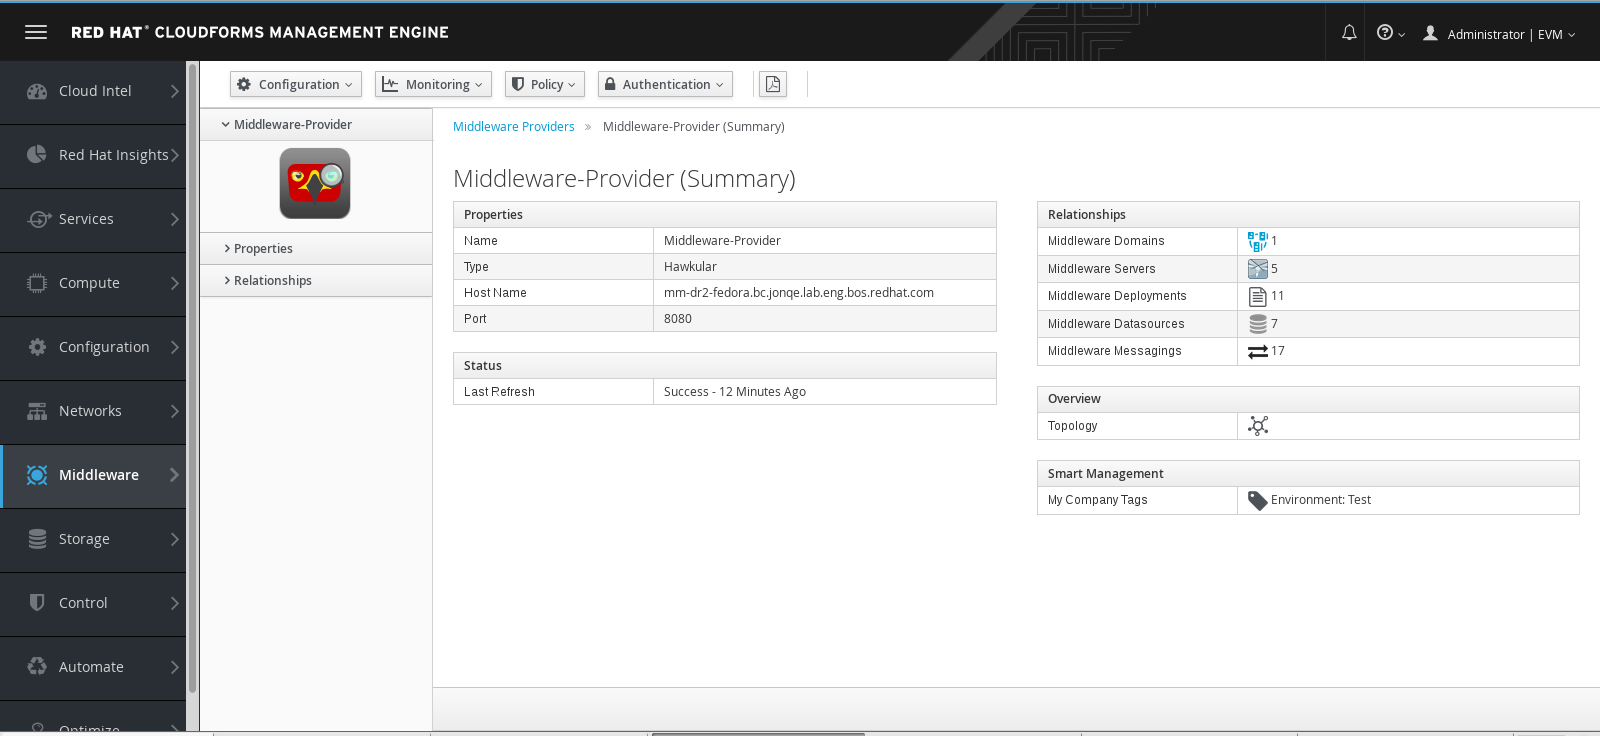 RED HAT® CLOUDFORMS MANAGEMENT ENGINE
Administrator | EVM
Cloud Intel
Red Hat Insights
Services
Compute
Configuration
Networks
Middleware
Storage
Control
Automate
Optimize
Configuration
Monitoring
Policy
Authentication
Middleware-Provider
Properties
Relationships
Middleware Providers » Middleware-Provider (Summary)
Middleware-Provider (Summary)
Properties
Name Middleware-Provider
Type Hawkular
Host Name mm-dr2-fedora.bc.jonqe.lab.eng.bos.redhat.com
Port 8080
Status
Last Refresh Success - 12 Minutes Ago
Relationships
Middleware Domains 1
Middleware Servers 5
Middleware Deployments 11
Middleware Datasources 7
Middleware Messagings 17
Overview
Topology
Smart Management
My Company Tags Environment: Test